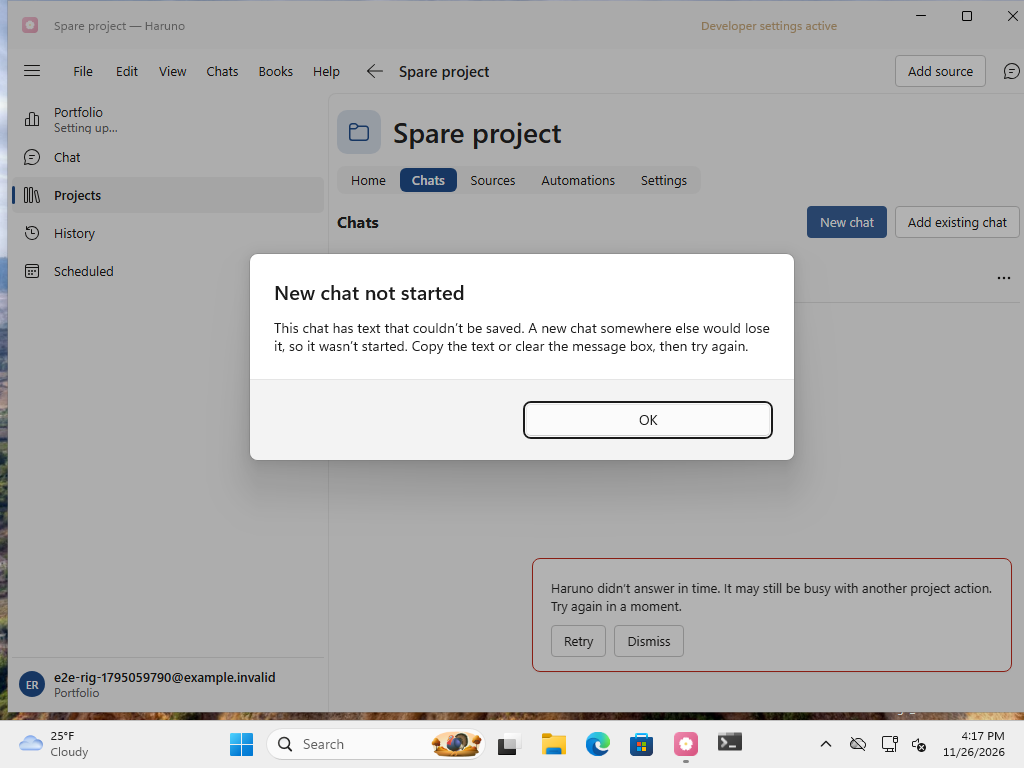 Spare project — Haruno
Developer settings active
File Edit View Chats Books Help
Spare project
Add source
Portfolio
Setting up...
Chat
Projects
History
Scheduled
Spare project
Home Chats Sources Automations Settings
Chats
New chat
Add existing chat
New chat not started
This chat has text that couldn't be saved. A new chat somewhere else would lose
it, so it wasn't started. Copy the text or clear the message box, then try again.
OK
Haruno didn't answer in time. It may still be busy with another project action.
Try again in a moment.
Retry Dismiss
ER
e2e-rig-1795059790@example.invalid
Portfolio
25°F
Cloudy
Search
4:17 PM
11/26/2026